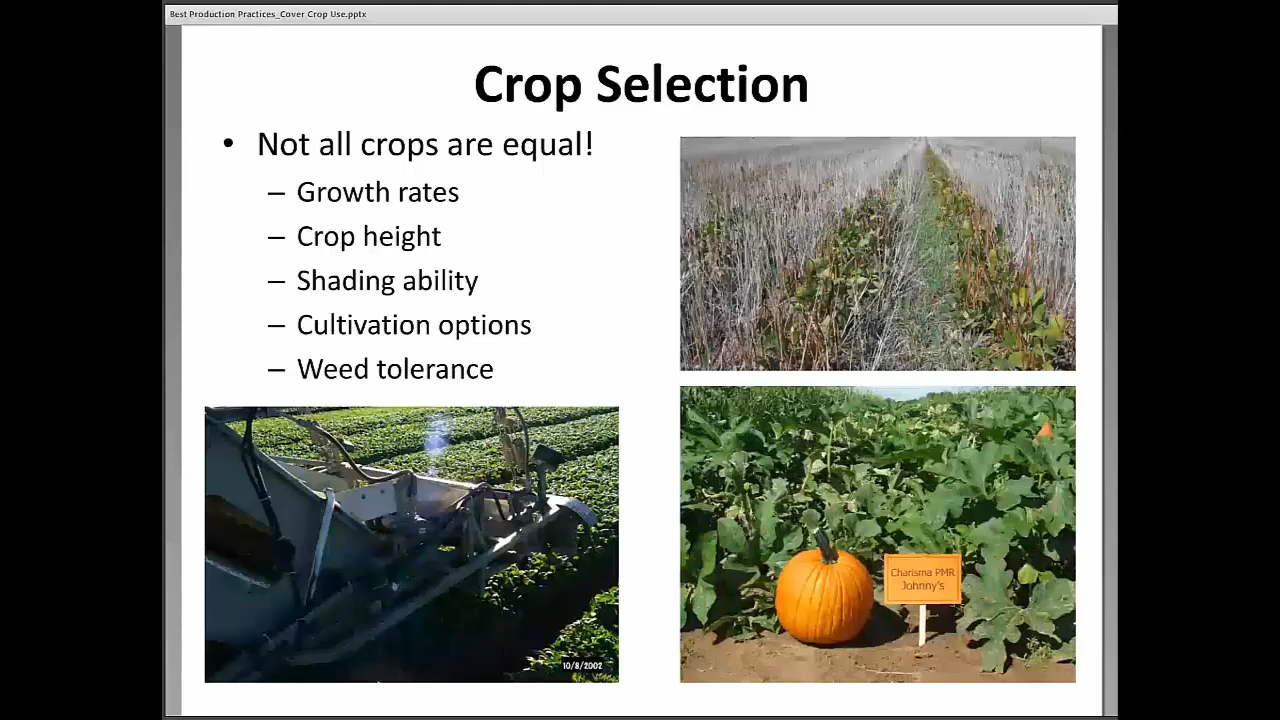 Best Production Practices_Cover Crop Use.pptx
Crop Selection
• Not all crops are equal!
– Growth rates
– Crop height
– Shading ability
– Cultivation options
– Weed tolerance
10/8/2002
Charisma PMR
Johnny's